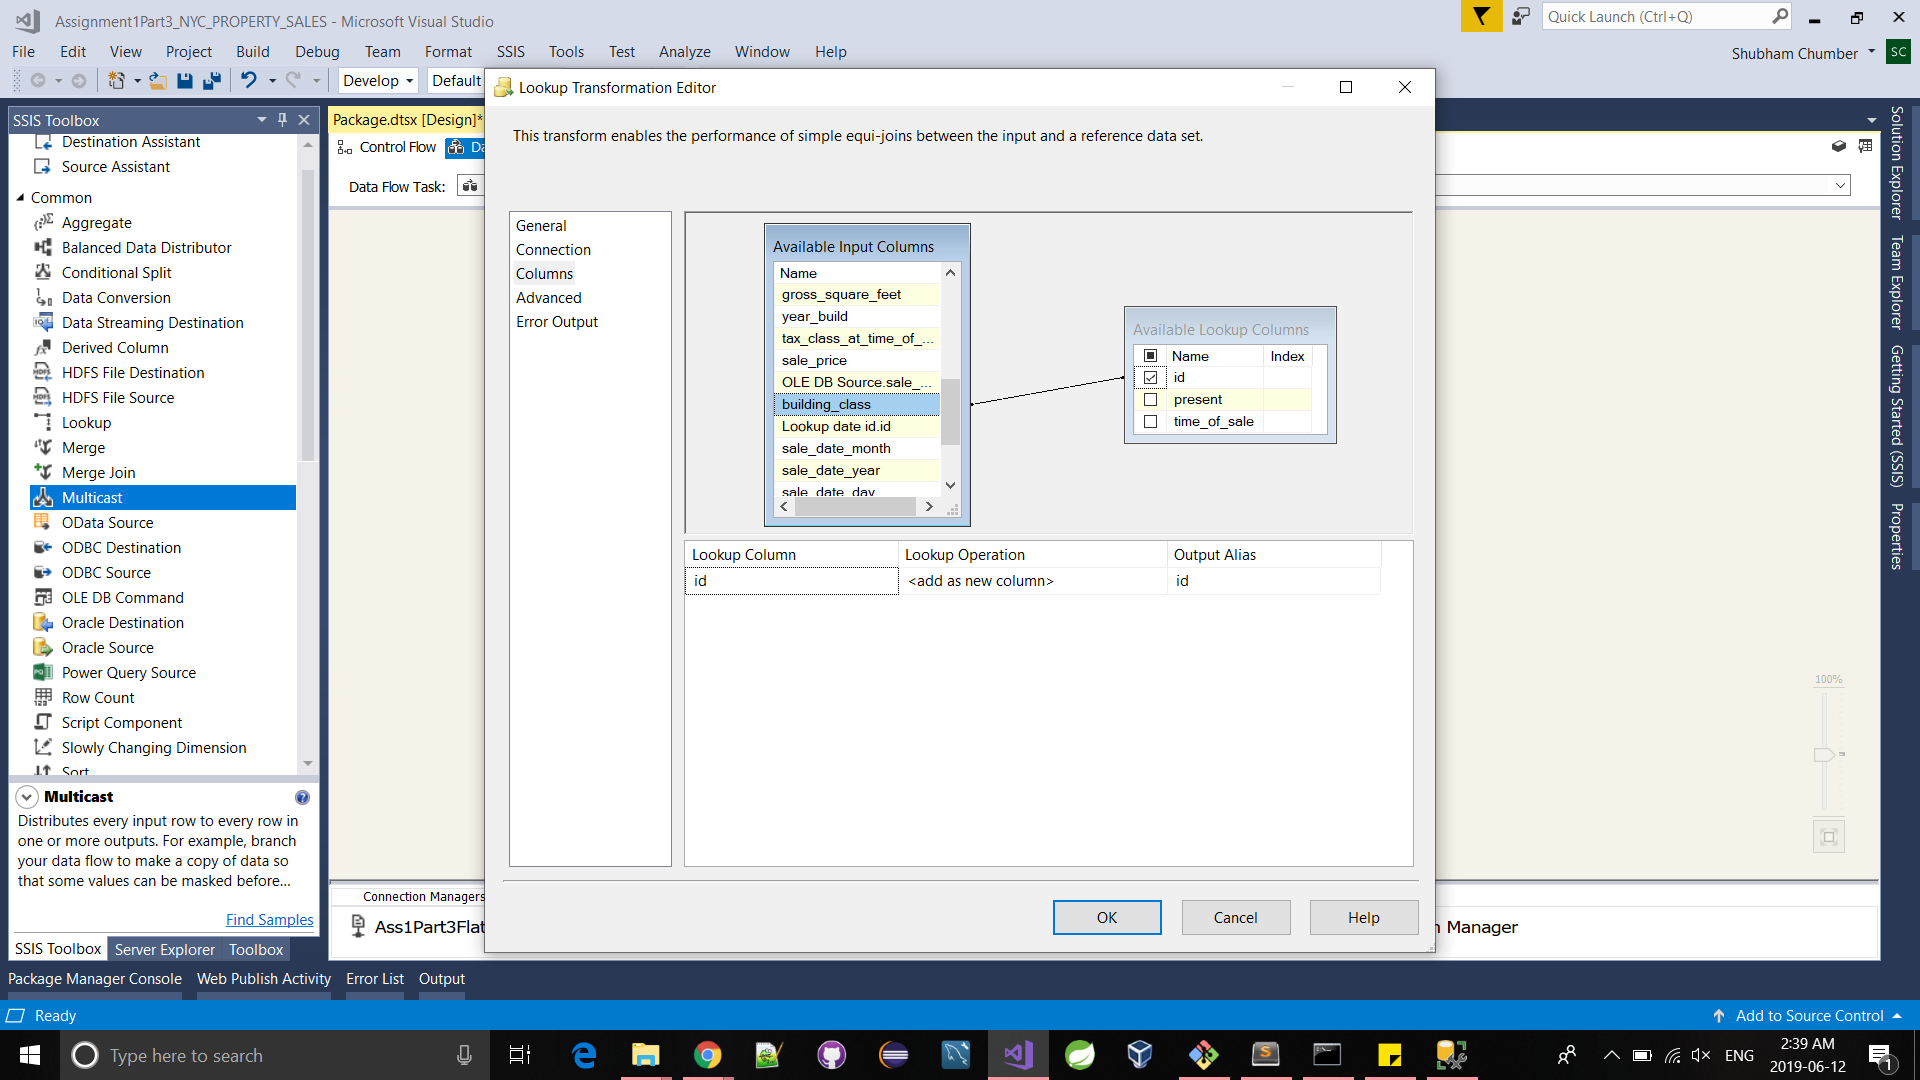 Assignment1Part3_NYC_PROPERTY_SALES - Microsoft Visual Studio
Quick Launch (Ctrl+Q)
File Edit View Project Build Debug Team Format SSIS Tools Test Analyze Window Help
Shubham Chumber
SC
Develop
Default
SSIS Toolbox
Destination Assistant
Source Assistant
Common
Aggregate
Balanced Data Distributor
Conditional Split
Data Conversion
Data Streaming Destination
Derived Column
HDFS File Destination
HDFS File Source
Lookup
Merge
Merge Join
Multicast
OData Source
ODBC Destination
ODBC Source
OLE DB Command
Oracle Destination
Oracle Source
Power Query Source
Row Count
Script Component
Slowly Changing Dimension
Sort
Multicast
Distributes every input row to every row in
one or more outputs. For example, branch
your data flow to make a copy of data so
that some values can be masked before...
Find Samples
SSIS Toolbox Server Explorer Toolbox
Package.dtsx [Design]*
Control Flow
Da
Data Flow Task:
Lookup Transformation Editor
This transform enables the performance of simple equi-joins between the input and a reference data set.
General
Connection
Columns
Advanced
Error Output
Available Input Columns
Name
gross_square_feet
year_build
tax_class_at_time_of_...
sale_price
OLE DB Source.sale_...
building_class
Lookup date id.id
sale_date_month
sale_date_year
sale_date_day
Available Lookup Columns
Name Index
id
present
time_of_sale
Lookup Column Lookup Operation Output Alias
id <add as new column> id
OK Cancel Help
Connection Managers
Ass1Part3Flat
n Manager
100%
Solution Explorer
Team Explorer
Getting Started (SSIS)
Properties
Package Manager Console Web Publish Activity Error List Output
Ready
Add to Source Control
Type here to search
ENG
2:39 AM
2019-06-12
1